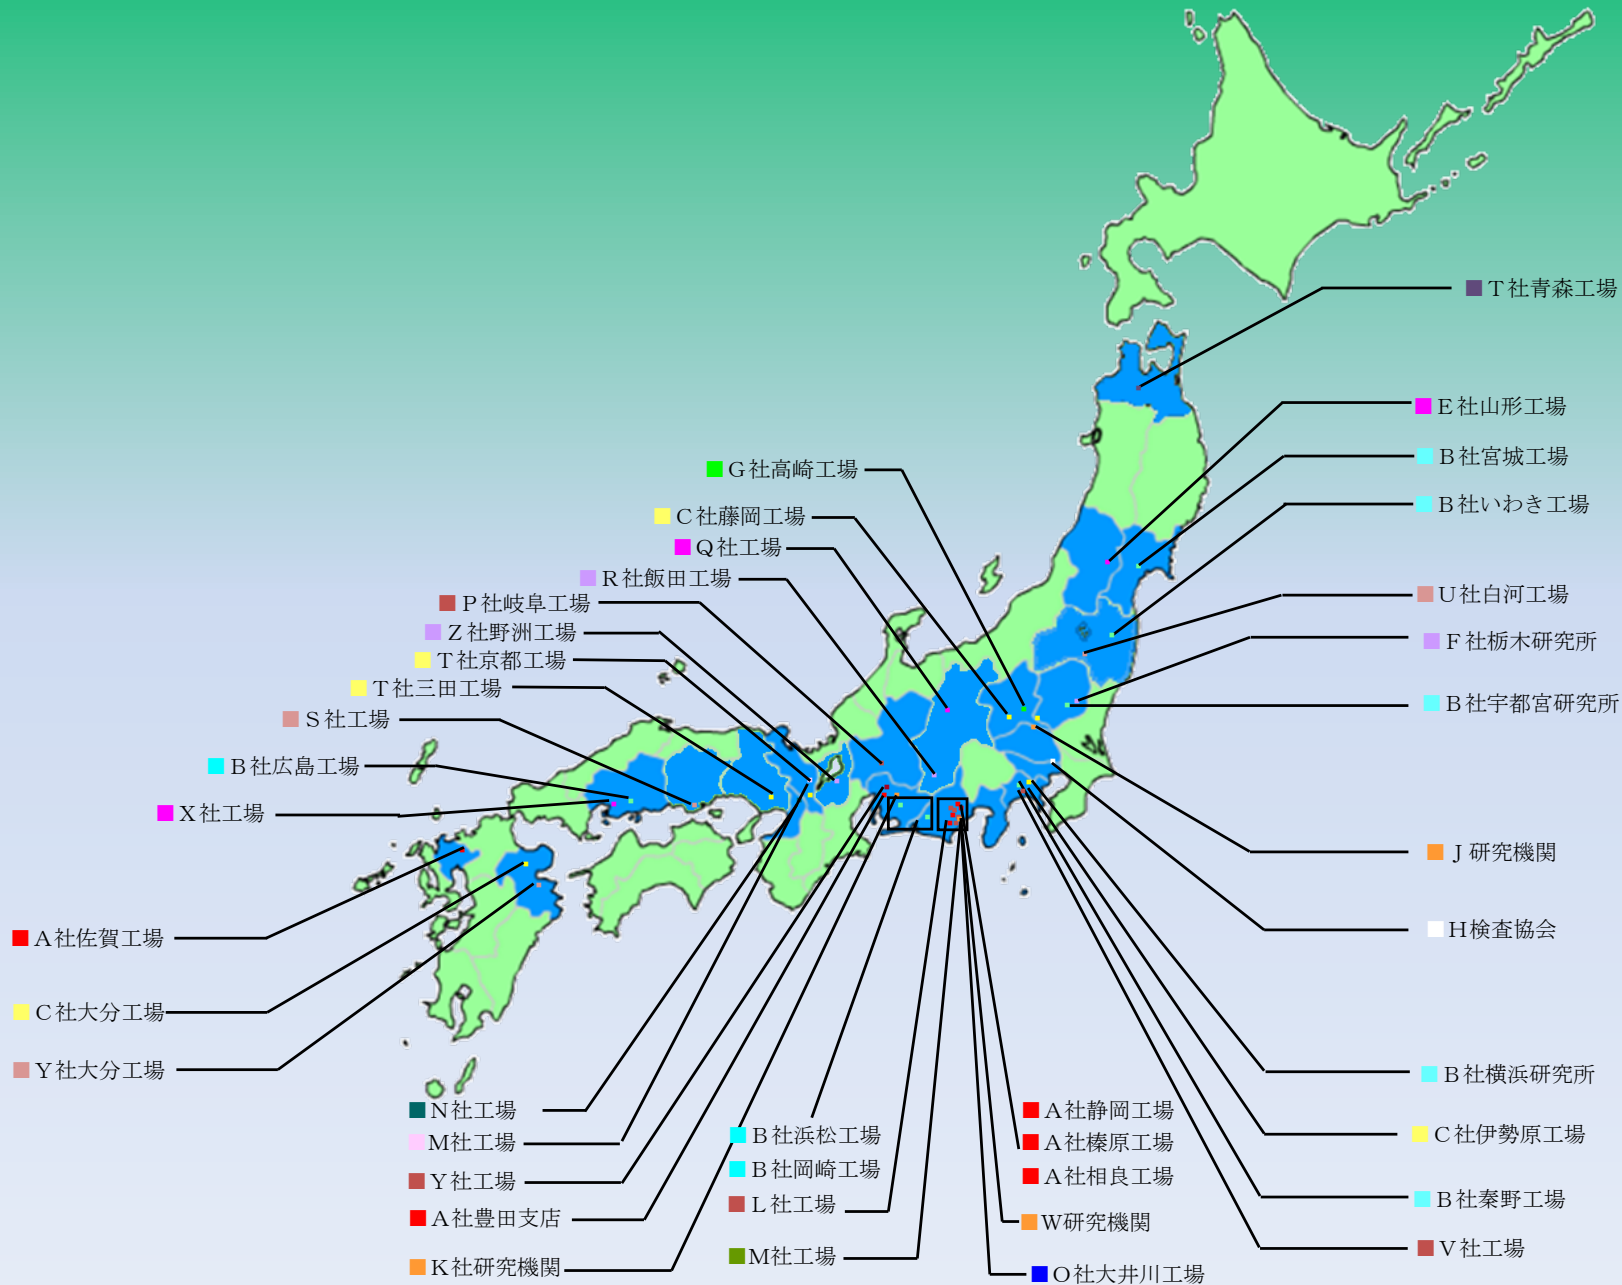 T社青森工場
E社山形工場
B社宮城工場
B社いわき工場
U社白河工場
F社栃木研究所
B社宇都宮研究所
J研究機関
H検査協会
B社横浜研究所
C社伊勢原工場
B社秦野工場
V社工場
G社高崎工場
C社藤岡工場
Q社工場
R社飯田工場
P社岐阜工場
Z社野洲工場
T社京都工場
T社三田工場
S社工場
B社広島工場
X社工場
A社佐賀工場
C社大分工場
Y社大分工場
N社工場
M社工場
Y社工場
A社豊田支店
K社研究機関
B社浜松工場
B社岡崎工場
L社工場
M社工場
A社静岡工場
A社榛原工場
A社相良工場
W研究機関
O社大井川工場